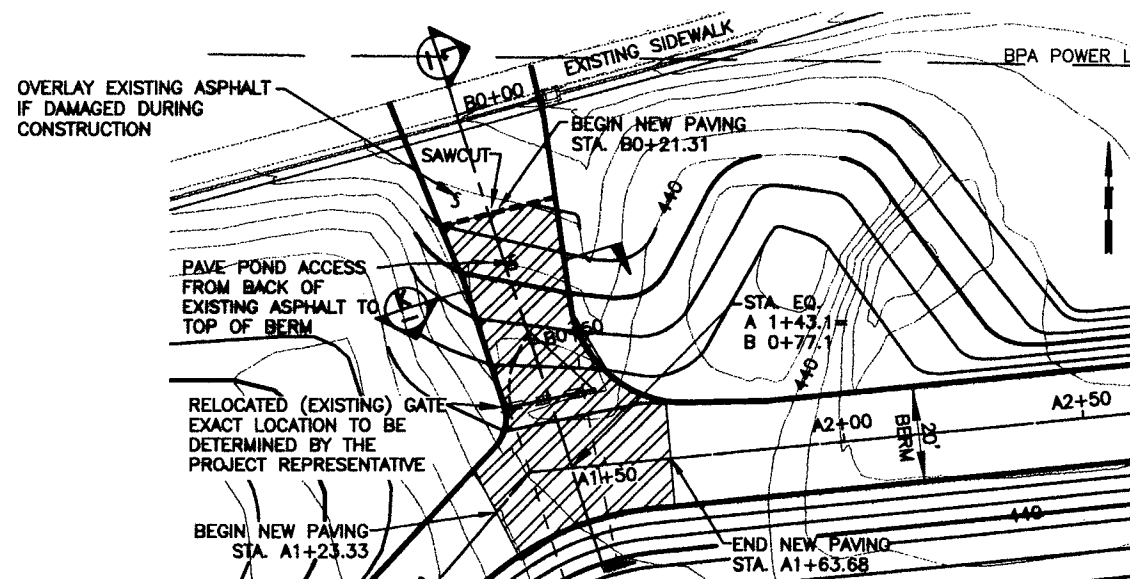 EXISTING SIDEWALK
BPA POWER L
OVERLAY EXISTING ASPHALT
IF DAMAGED DURING
CONSTRUCTION
B0+00
BEGIN NEW PAVING
STA. B0+21.31
SAWCUT
440
PAVE POND ACCESS
FROM BACK OF
EXISTING ASPHALT TO
TOP OF BERM
K
1
STA. EQ.
A 1+43.1=
B 0+77.1
440
RELOCATED (EXISTING) GATE
EXACT LOCATION TO BE
DETERMINED BY THE
PROJECT REPRESENTATIVE
A2+00
A2+50
20'
BERM
A1+50
440
BEGIN NEW PAVING
STA. A1+23.33
END NEW PAVING
STA. A1+63.68